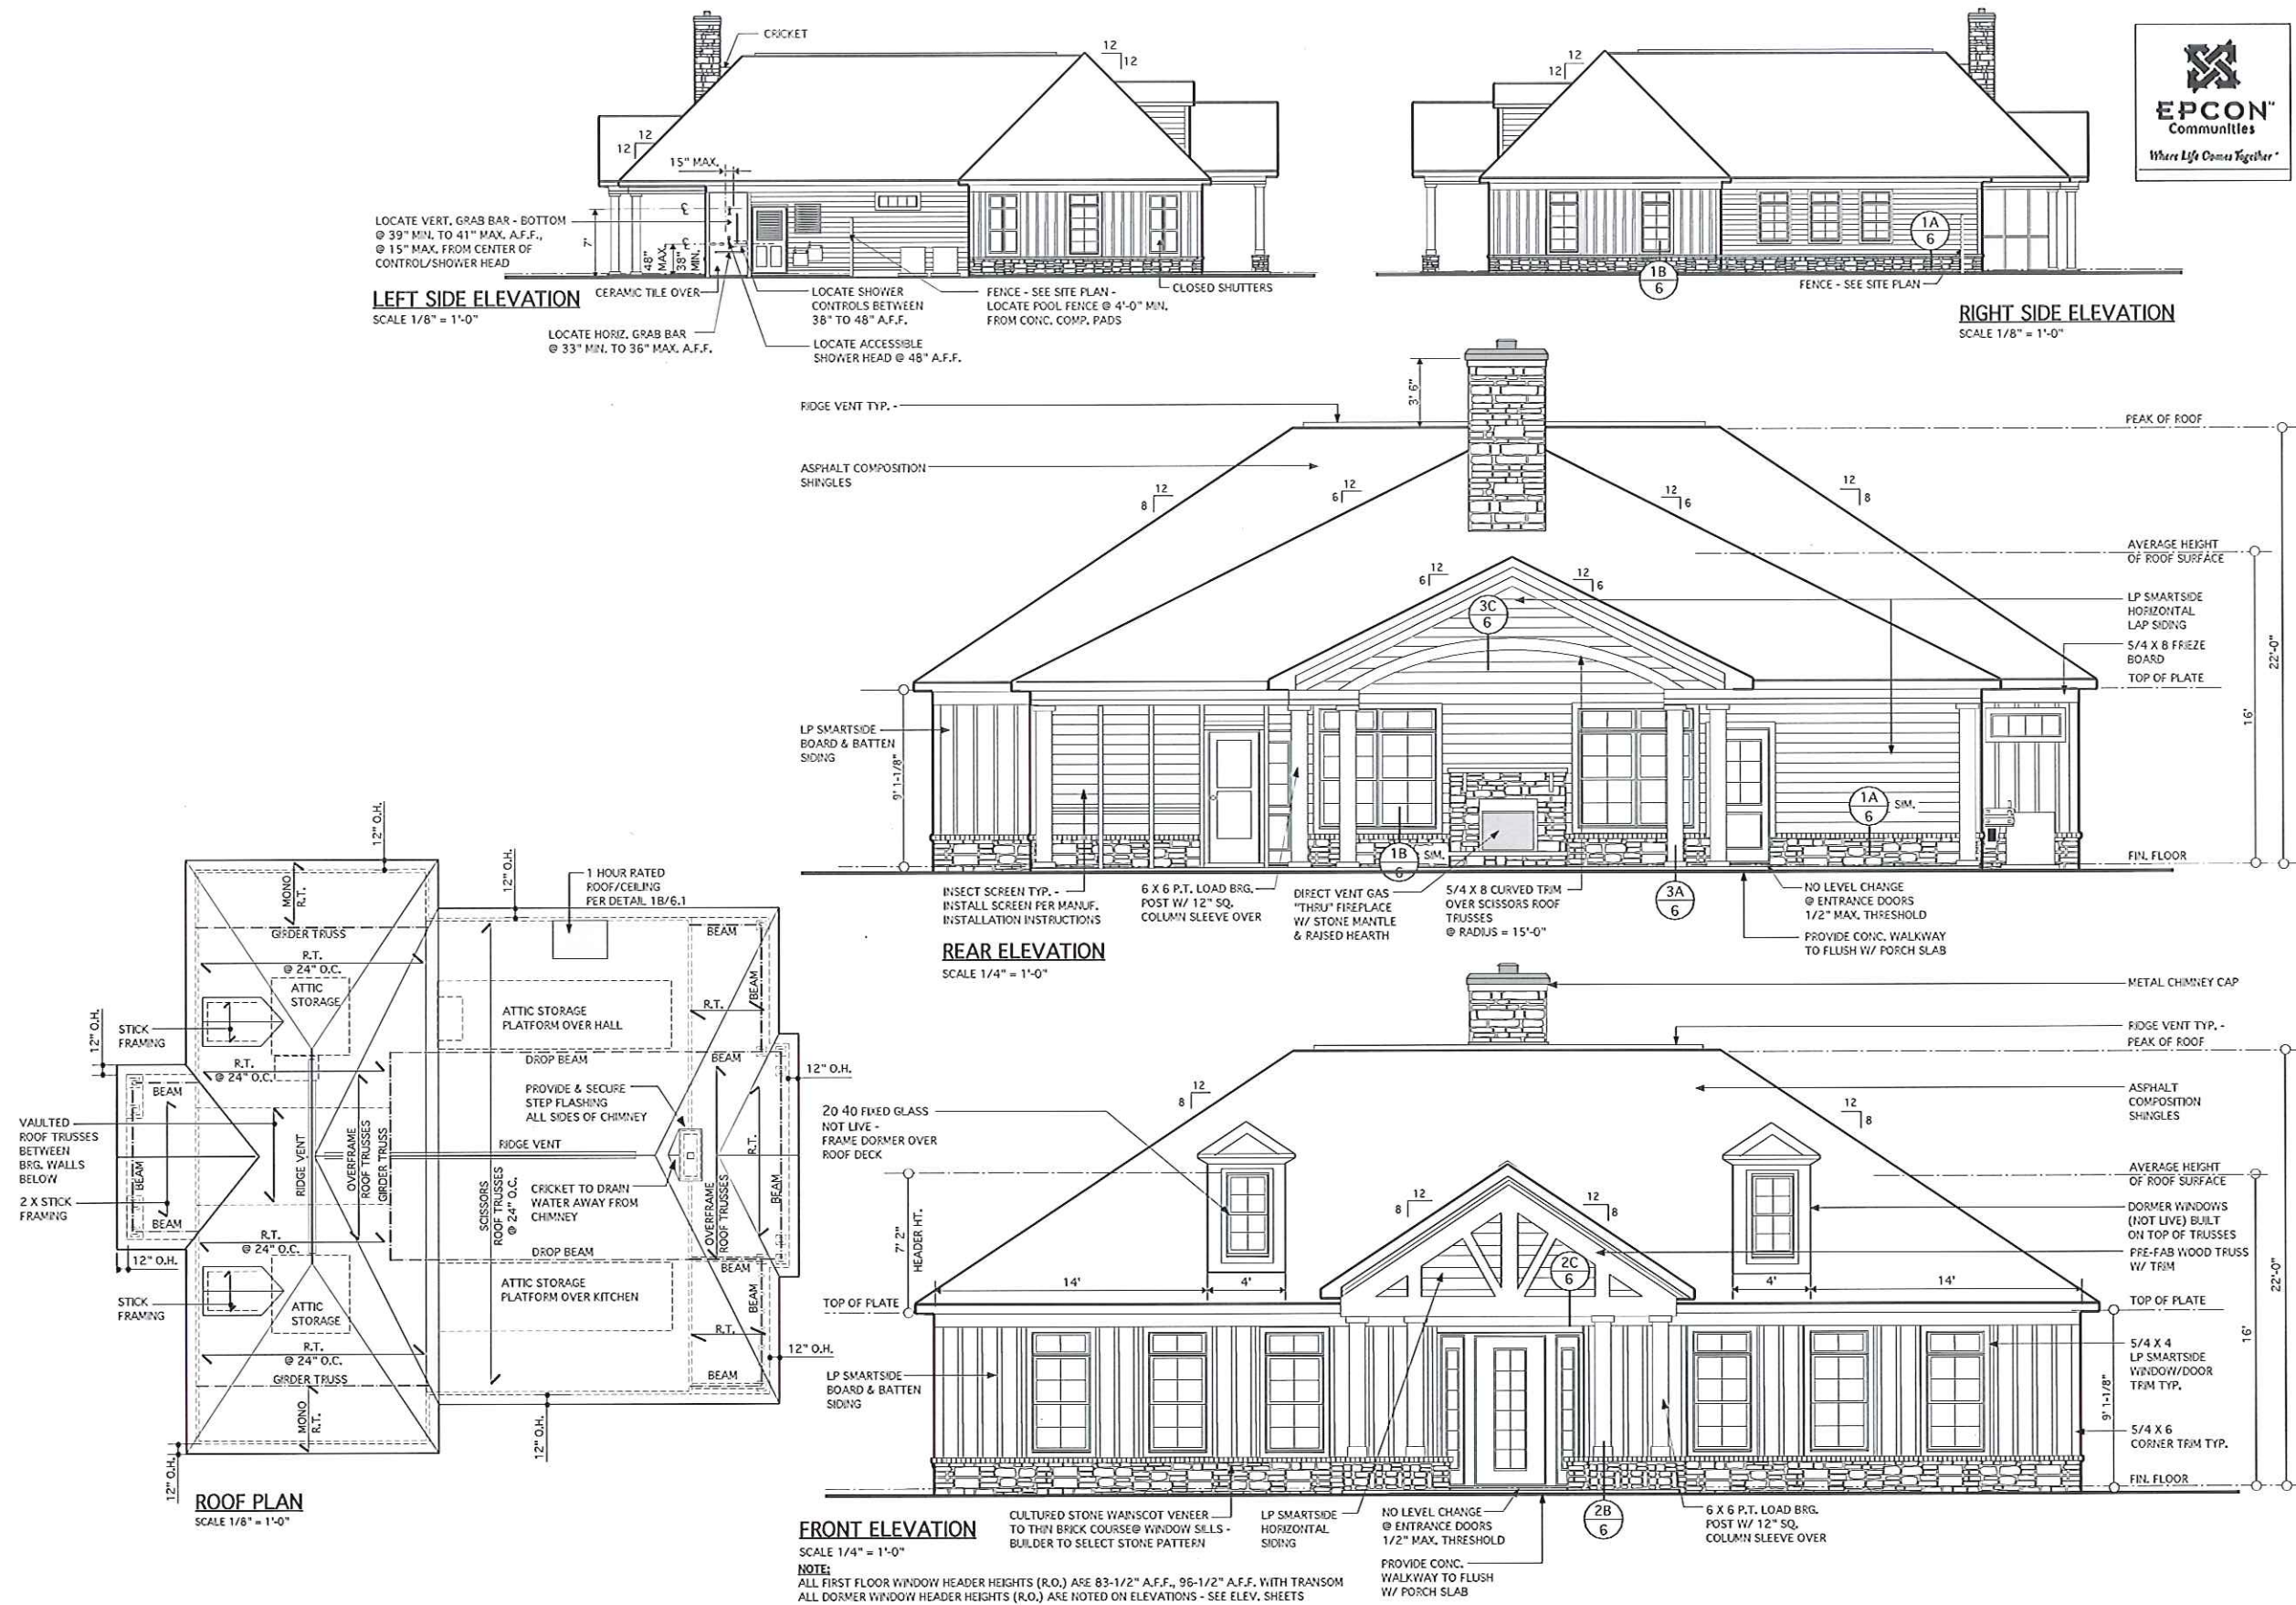 CRICKET
12
12
12
12
15" MAX.
LOCATE VERT. GRAB BAR - BOTTOM
@ 39" MIN. TO 41" MAX. A.F.F.,
@ 15" MAX. FROM CENTER OF
CONTROL/SHOWER HEAD
7'
48"
MAX.
38"
MIN.
LEFT SIDE ELEVATION
SCALE 1/8" = 1'-0"
CERAMIC TILE OVER
LOCATE HORIZ. GRAB BAR
@ 33" MIN. TO 36" MAX. A.F.F.
LOCATE SHOWER
CONTROLS BETWEEN
38" TO 48" A.F.F.
LOCATE ACCESSIBLE
SHOWER HEAD @ 48" A.F.F.
FENCE - SEE SITE PLAN -
LOCATE POOL FENCE @ 4'-0" MIN.
FROM CONC. COMP. PADS
CLOSED SHUTTERS
12
12
1A
6
1B
6
FENCE - SEE SITE PLAN
RIGHT SIDE ELEVATION
SCALE 1/8" = 1'-0"
EPCON™
Communities
Where Life Comes Together
3' 6"
RIDGE VENT TYP. -
ASPHALT COMPOSITION
SHINGLES
12
8
12
6
12
6
12
8
12
6
12
6
3C
6
PEAK OF ROOF
AVERAGE HEIGHT
OF ROOF SURFACE
LP SMARTSIDE
HORIZONTAL
LAP SIDING
5/4 X 8 FRIEZE
BOARD
TOP OF PLATE
22'-0"
16'
LP SMARTSIDE
BOARD & BATTEN
SIDING
9' 1-1/8"
1A
6
SIM.
1B
6
SIM.
FIN. FLOOR
INSECT SCREEN TYP. -
INSTALL SCREEN PER MANUF.
INSTALLATION INSTRUCTIONS
6 X 6 P.T. LOAD BRG.
POST W/ 12" SQ.
COLUMN SLEEVE OVER
DIRECT VENT GAS
"THRU" FIREPLACE
W/ STONE MANTLE
& RAISED HEARTH
5/4 X 8 CURVED TRIM
OVER SCISSORS ROOF
TRUSSES
@ RADIUS = 15'-0"
3A
6
NO LEVEL CHANGE
@ ENTRANCE DOORS
1/2" MAX. THRESHOLD
PROVIDE CONC. WALKWAY
TO FLUSH W/ PORCH SLAB
REAR ELEVATION
SCALE 1/4" = 1'-0"
12" O.H.
12" O.H.
1 HOUR RATED
ROOF/CEILING
PER DETAIL 1B/6.1
MONO
R.T.
GIRDER TRUSS
BEAM
R.T.
@ 24" O.C.
ATTIC
STORAGE
ATTIC STORAGE
PLATFORM OVER HALL
BEAM
BEAM
R.T.
12" O.H.
STICK
FRAMING
R.T.
@ 24" O.C.
DROP BEAM
BEAM
12" O.H.
BEAM
PROVIDE & SECURE
STEP FLASHING
ALL SIDES OF CHIMNEY
VAULTED
ROOF TRUSSES
BETWEEN
BRG. WALLS
BELOW
BEAM
RIDGE VENT
OVERFRAME
ROOF TRUSSES
GIRDER TRUSS
RIDGE VENT
SCISSORS
ROOF TRUSSES
@ 24" O.C.
CRICKET TO DRAIN
WATER AWAY FROM
CHIMNEY
OVERFRAME
ROOF TRUSSES
R.T.
BEAM
2 X STICK
FRAMING
BEAM
R.T.
@ 24" O.C.
DROP BEAM
BEAM
12" O.H.
STICK
FRAMING
ATTIC
STORAGE
ATTIC STORAGE
PLATFORM OVER KITCHEN
BEAM
R.T.
12" O.H.
R.T.
@ 24" O.C.
GIRDER TRUSS
BEAM
MONO
R.T.
12" O.H.
12" O.H.
ROOF PLAN
SCALE 1/8" = 1'-0"
METAL CHIMNEY CAP
RIDGE VENT TYP. -
PEAK OF ROOF
ASPHALT
COMPOSITION
SHINGLES
12
8
12
8
12
8
12
8
20 40 FIXED GLASS
NOT LIVE -
FRAME DORMER OVER
ROOF DECK
7' 2"
HEADER HT.
AVERAGE HEIGHT
OF ROOF SURFACE
DORMER WINDOWS
(NOT LIVE) BUILT
ON TOP OF TRUSSES
PRE-FAB WOOD TRUSS
W/ TRIM
14'
4'
4'
14'
2C
6
TOP OF PLATE
TOP OF PLATE
22'-0"
16'
9' 1-1/8"
5/4 X 4
LP SMARTSIDE
WINDOW/DOOR
TRIM TYP.
5/4 X 6
CORNER TRIM TYP.
FIN. FLOOR
LP SMARTSIDE
BOARD & BATTEN
SIDING
FRONT ELEVATION
SCALE 1/4" = 1'-0"
CULTURED STONE WAINSCOT VENEER
TO THIN BRICK COURSE@ WINDOW SILLS -
BUILDER TO SELECT STONE PATTERN
LP SMARTSIDE
HORIZONTAL
SIDING
NO LEVEL CHANGE
@ ENTRANCE DOORS
1/2" MAX. THRESHOLD
PROVIDE CONC.
WALKWAY TO FLUSH
W/ PORCH SLAB
2B
6
6 X 6 P.T. LOAD BRG.
POST W/ 12" SQ.
COLUMN SLEEVE OVER
NOTE:
ALL FIRST FLOOR WINDOW HEADER HEIGHTS (R.O.) ARE 83-1/2" A.F.F., 96-1/2" A.F.F. WITH TRANSOM
ALL DORMER WINDOW HEADER HEIGHTS (R.O.) ARE NOTED ON ELEVATIONS - SEE ELEV. SHEETS